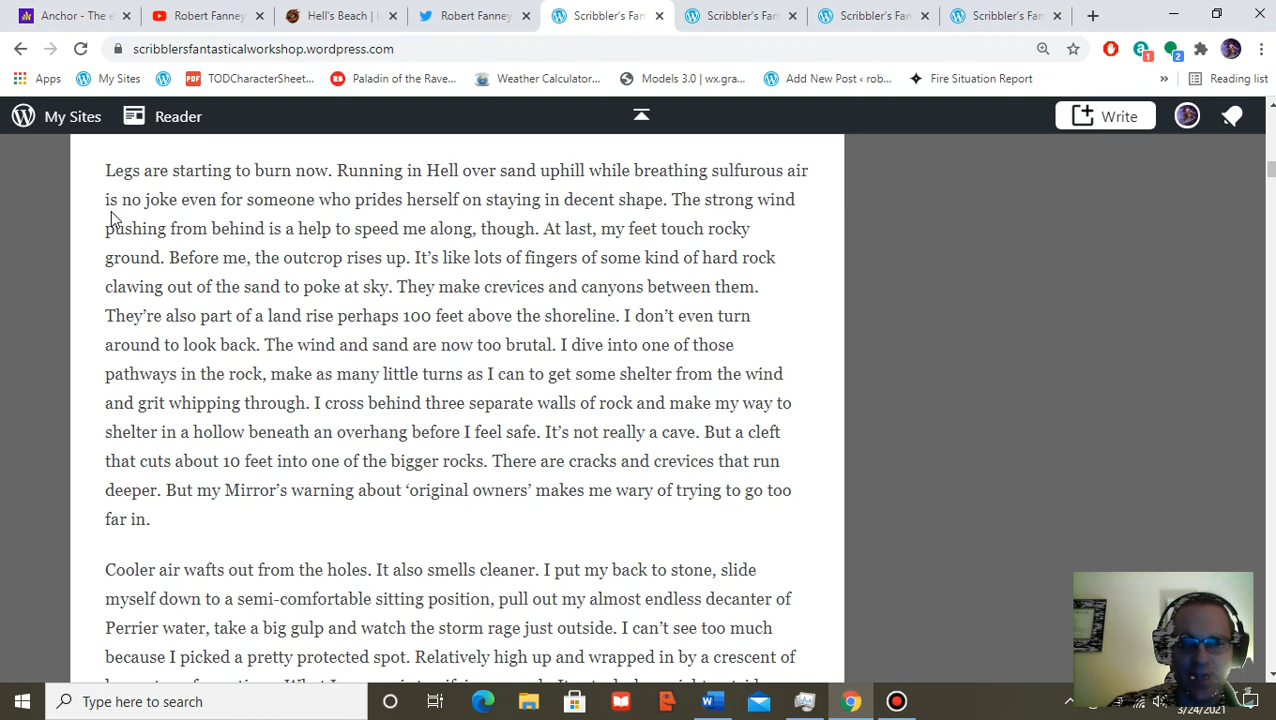 Anchor - The e
Robert Fanney
Hell's Beach | I
Robert Fanney
Scribbler's Fan
Scribbler's Fan
Scribbler's Fan
Scribbler's Fan
scribblersfantasticalworkshop.wordpress.com
Apps
My Sites
TODCharacterSheet...
Paladin of the Rave...
Weather Calculator...
Models 3.0 | wx.gra...
Add New Post ‹ rob...
Fire Situation Report
»
Reading list
My Sites
Reader
Write
Legs are starting to burn now. Running in Hell over sand uphill while breathing sulfurous air
is no joke even for someone who prides herself on staying in decent shape. The strong wind
pushing from behind is a help to speed me along, though. At last, my feet touch rocky
ground. Before me, the outcrop rises up. It's like lots of fingers of some kind of hard rock
clawing out of the sand to poke at sky. They make crevices and canyons between them.
They're also part of a land rise perhaps 100 feet above the shoreline. I don't even turn
around to look back. The wind and sand are now too brutal. I dive into one of those
pathways in the rock, make as many little turns as I can to get some shelter from the wind
and grit whipping through. I cross behind three separate walls of rock and make my way to
shelter in a hollow beneath an overhang before I feel safe. It's not really a cave. But a cleft
that cuts about 10 feet into one of the bigger rocks. There are cracks and crevices that run
deeper. But my Mirror's warning about 'original owners' makes me wary of trying to go too
far in.
Cooler air wafts out from the holes. It also smells cleaner. I put my back to stone, slide
myself down to a semi-comfortable sitting position, pull out my almost endless decanter of
Perrier water, take a big gulp and watch the storm rage just outside. I can't see too much
because I picked a pretty protected spot. Relatively high up and wrapped in by a crescent of
Type here to search
3/24/2021